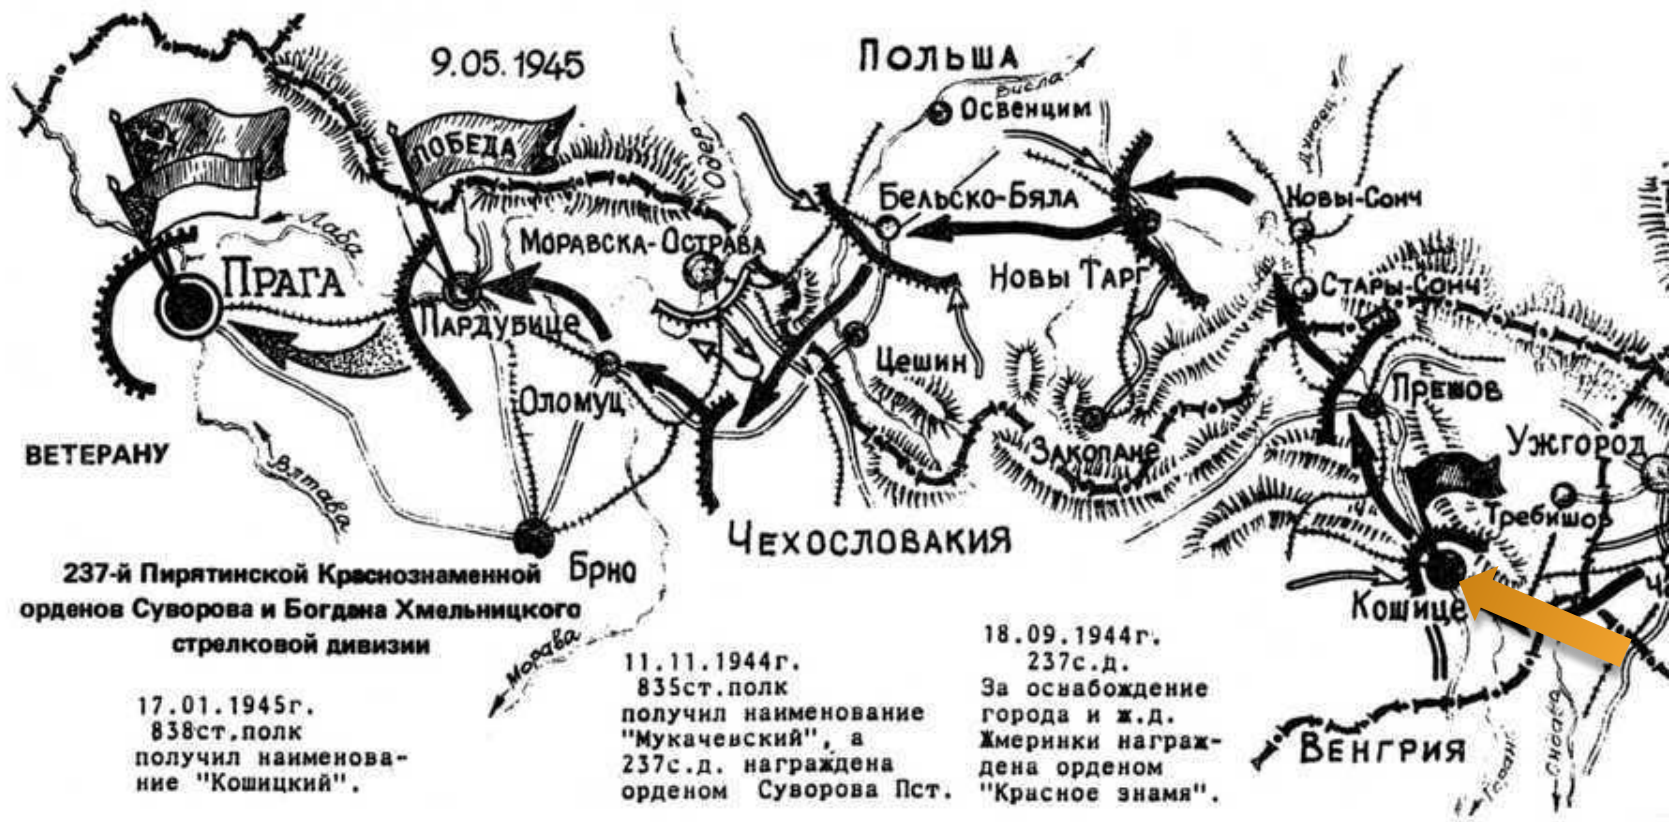 9.05.1945
ПОЛЬША
Висла
Освенцим
Дунаец
ПОБЕДА
Одер
Лаба
Бельско-Бяла
Новы-Сонч
МОРАВСКА-ОСТРАВА
ПРАГА
Новы Тарг
Стары-Сонч
Пардубице
Цешин
Оломуц
Прешов
ВЕТЕРАНУ
Закопане
Ужгород
Влтава
Требишов
ЧЕХОСЛОВАКИЯ
Брно
237-й Пирятинской Краснознаменной
орденов Суворова и Богдана Хмельницкого
стрелковой дивизии
Кошице
Морава
17.01.1945г.
838ст.полк
получил наименова-
ние "Кошицкий".
11.11.1944г.
835ст.полк
получил наименование
"Мукачевский", а
237с.д. награждена
орденом Суворова Пст.
18.09.1944г.
237с.д.
За оснабождение
города и ж.д.
Жмеринки награж-
дена орденом
"Красное знамя".
ВЕНГРИЯ